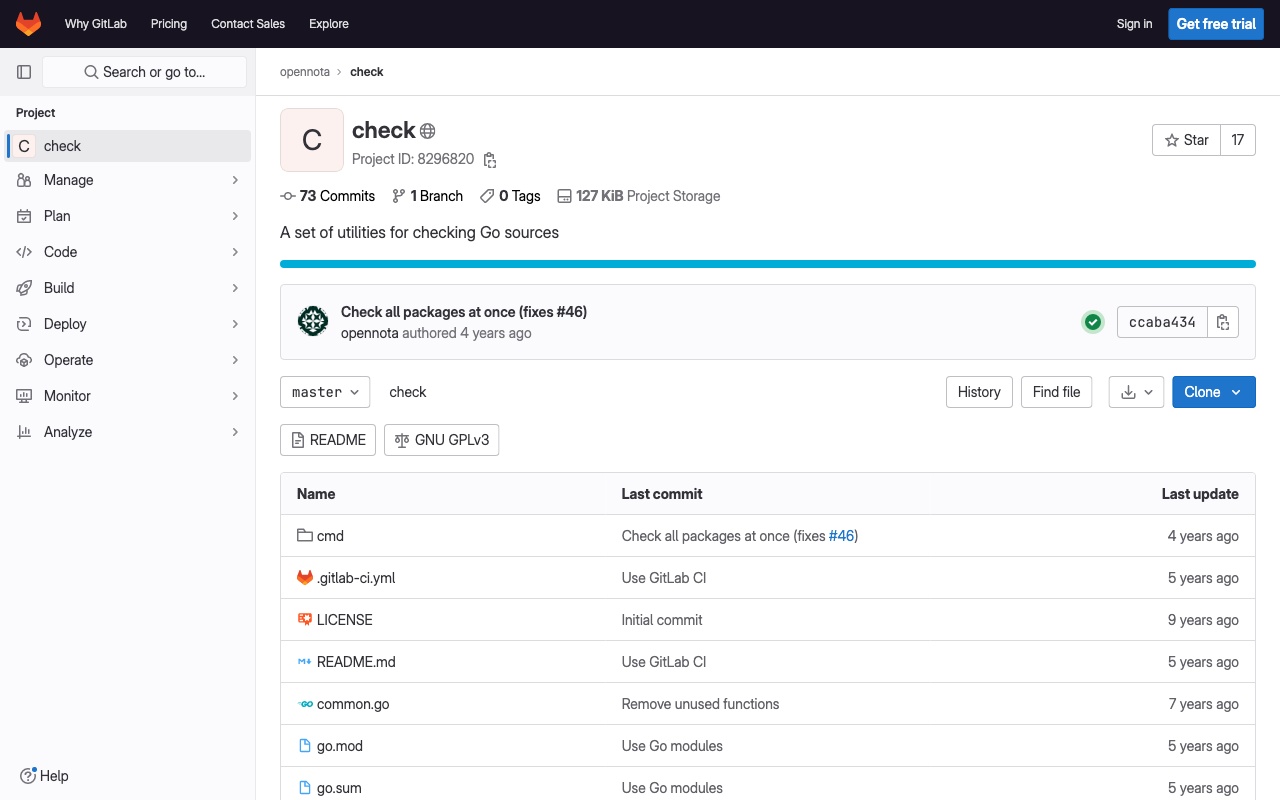 Why GitLab Pricing Contact Sales Explore Sign in Get free trial
Search or go to...
opennota › check
Project
C check
Manage
Plan
Code
Build
Deploy
Operate
Monitor
Analyze
Help
C
check
Project ID: 8296820
Star 17
73 Commits 1 Branch 0 Tags 127 KiB Project Storage
A set of utilities for checking Go sources
Check all packages at once (fixes #46)
opennota authored 4 years ago
ccaba434
master check History Find file Clone
README GNU GPLv3
Name Last commit Last update
cmd Check all packages at once (fixes #46) 4 years ago
.gitlab-ci.yml Use GitLab CI 5 years ago
LICENSE Initial commit 9 years ago
README.md Use GitLab CI 5 years ago
common.go Remove unused functions 7 years ago
go.mod Use Go modules 5 years ago
go.sum Use Go modules 5 years ago